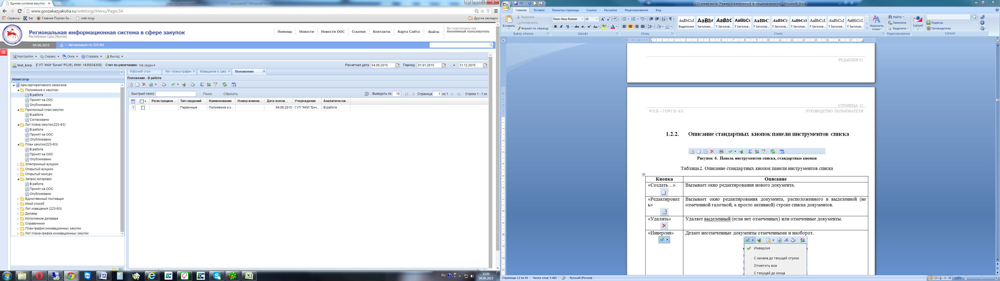 Единая система закупок
www.goszakazyakutia.ru/webtorgi/Menu/Page/34
Сервисы баг Главная Портал За... web-torgi Другие закладки
Региональная информационная система в сфере закупок
Республики Саха (Якутия)
Помощь Новости Новости ООС Ссылки Контакты Карта Сайта Войти
Вы подключены как
Анонимный пользователь
04.06.2015 — Авторизация по 223-ФЗ
Настройки Сервис Окна Справка Выход
test_korp [ГУП "НКИ "Бичик" РС(Я), ИНН: 1435034350] Счет по-умолчанию: Не задан
Расчетная дата 04.06.2015 Период: 01.01.2015 ... 31.12.2015
Навигатор
Арм корпоративного заказчика
Положение о закупках
В работе
Принят на ООС
Опубликовано
Прогнозный план закупок
В работе
Согласовано
Лот плана закупок(223-ФЗ)
В работе
Принят на ООС
Опубликовано
План закупок(223-ФЗ)
В работе
Принят на ООС
Опубликовано
Электронный аукцион
Открытый аукцион
Открытый конкурс
Запрос котировок
В работе
Принят на ООС
Опубликовано
Единственный поставщик
Иной способ
Лот извещения (223-ФЗ)
Договор
Исполнение договора
Справочники
План-график инновационных закупок
Лот плана-графка инновационных закупок
Рабочий стол Лот плана-график Извещение о заку Положение
Положение - В работе
Быстрый поиск Поиск Сбросить Выводить по 15 Страница 1 из 1 Строки 1 - 1 из
Регистрацион... Тип сведений Наименование Номер измене... Дата полож... Учереждение Аналитически...
1 Первичные Положение о з... 04.06.2015 ГУП "НКИ "Бич... В работе
RU 11:01
04.06.2015
223 новая инстр [Режим ограниченной функциональности] - Microsoft Word
Главная Вставка Разметка страницы Ссылки Рассылки Рецензирование Вид
Вставить
Вырезать
Копировать
Формат по образцу
Буфер обмена
Times New Roman 10
Ж К Ч abc x₂ x² Aa
Шрифт
Абзац
AaBbCcI AaBb( AaBbC AaBbCc AaBbC AaBbCc AaBbCcI AaBbCcI AaBbCcI AaBbCcI
Выделение Заголово... ¶ Заголов... ¶ Заголов... ¶ Заголов... ¶ Заголов... ¶ Заголов... ¶ Заголов... ¶ Заголов... ¶ Заголов...
Изменить стили
Стили
Найти
Заменить
Выделить
Редактирование
ГАРАНТ
Кодексы
Путеводители
ГАРАНТ
РЕДАКЦИЯ 01
СТРАНИЦА 12
WEB –ТОРГИ-КС РУКОВОДСТВО ПОЛЬЗОВАТЕЛЯ
1.2.2. Описание стандартных кнопок панели инструментов списка
Рисунок 6. Панель инструментов списка, стандартные кнопки
Таблица 2. Описание стандартных кнопок панели инструментов списка
Кнопка Описание
«Создать…» Вызывает окно редактирования нового документа.
«Редактироват Вызывает окно редактирования документа, расположенного в выделенной (не
ь» отмеченной галочкой, а просто активной) строке списка документов.
«Удалить» Удаляет выделенный (если нет отмеченных) или отмеченные документы.
«Инверсия» Делает неотмеченные документы отмеченными и наоборот.
Инверсия
С начала до текущей строки
Отметить все
С текущей до конца
Страница: 12 из 45 Число слов: 5 485 Русский (Россия) 120%